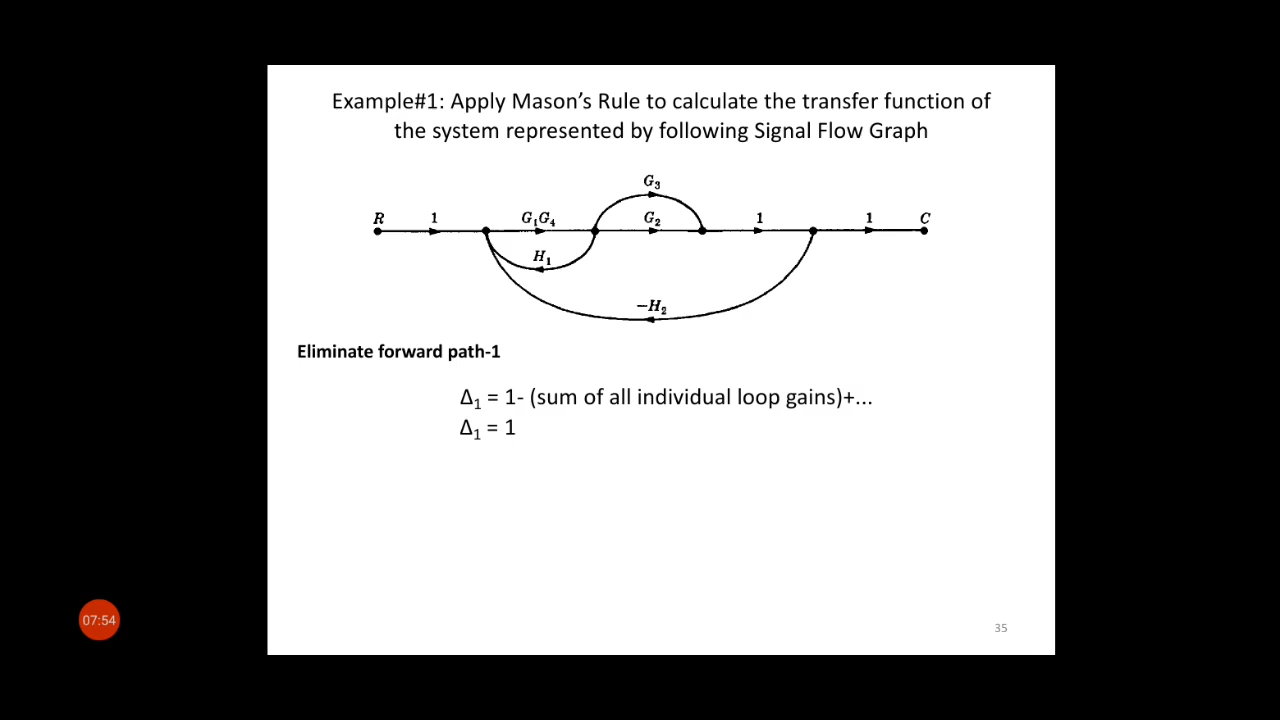 Example#1: Apply Mason's Rule to calculate the transfer function of
the system represented by following Signal Flow Graph
G₃
R 1 G₁G₄ G₂ 1 1 C
H₁
−H₂
Eliminate forward path-1
Δ₁ = 1- (sum of all individual loop gains)+...
Δ₁ = 1
07:54
35